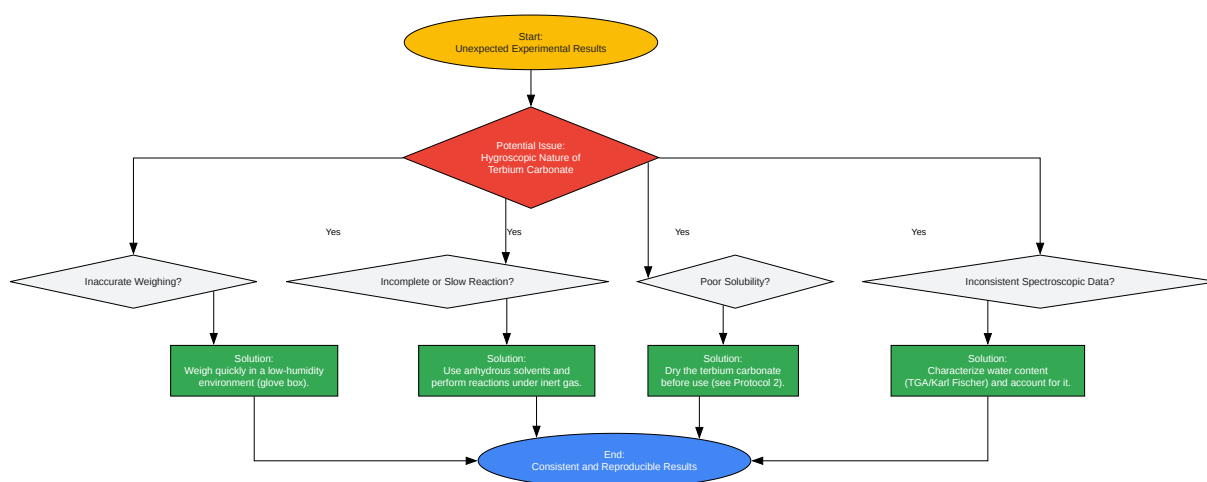 Start:
Unexpected Experimental Results
Potential Issue:
Hygroscopic Nature of
Terbium Carbonate
Yes
Yes
Yes
Yes
Inaccurate Weighing?
Incomplete or Slow Reaction?
Poor Solubility?
Inconsistent Spectroscopic Data?
Solution:
Weigh quickly in a low-humidity
environment (glove box).
Solution:
Use anhydrous solvents and
perform reactions under inert gas.
Solution:
Dry the terbium carbonate
before use (see Protocol 2).
Solution:
Characterize water content
(TGA/Karl Fischer) and account for it.
End:
Consistent and Reproducible Results